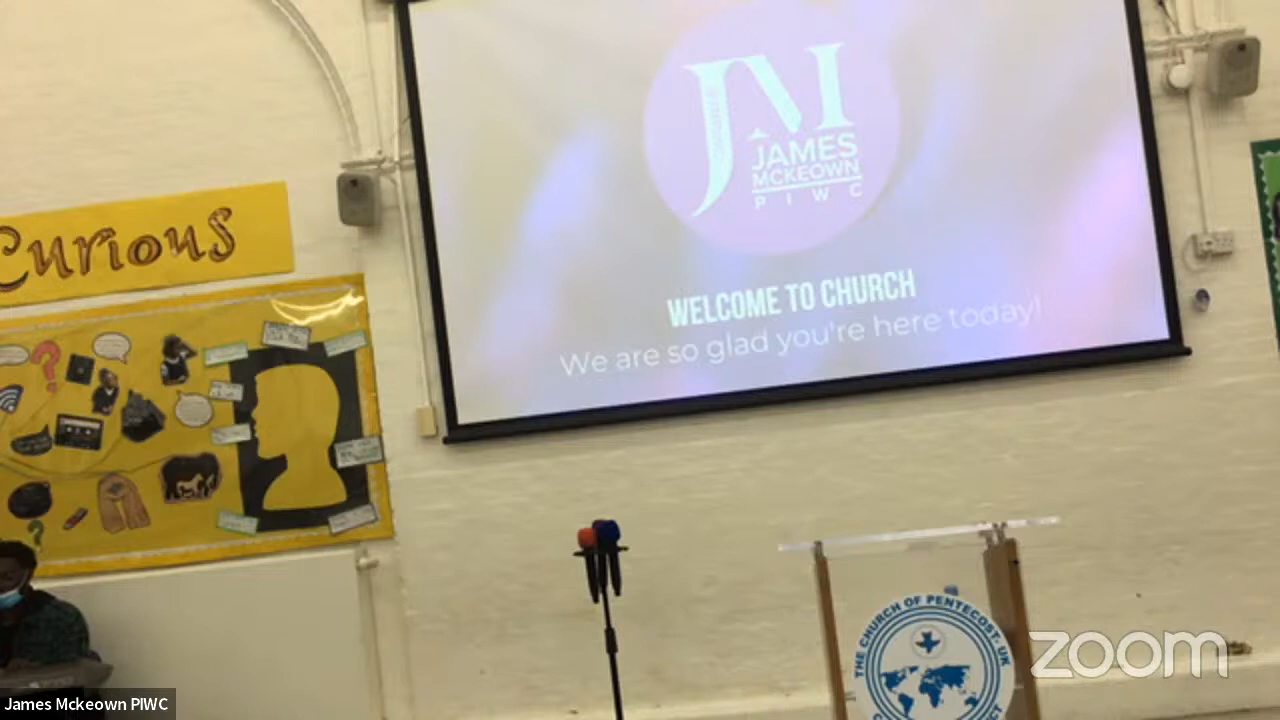 JM
JAMES
MCKEOWN
PIWC
WELCOME TO CHURCH
We are so glad you're here today!
Curious
?
?
THE CHURCH OF PENTECOST, UK
zoom
James Mckeown PIWC